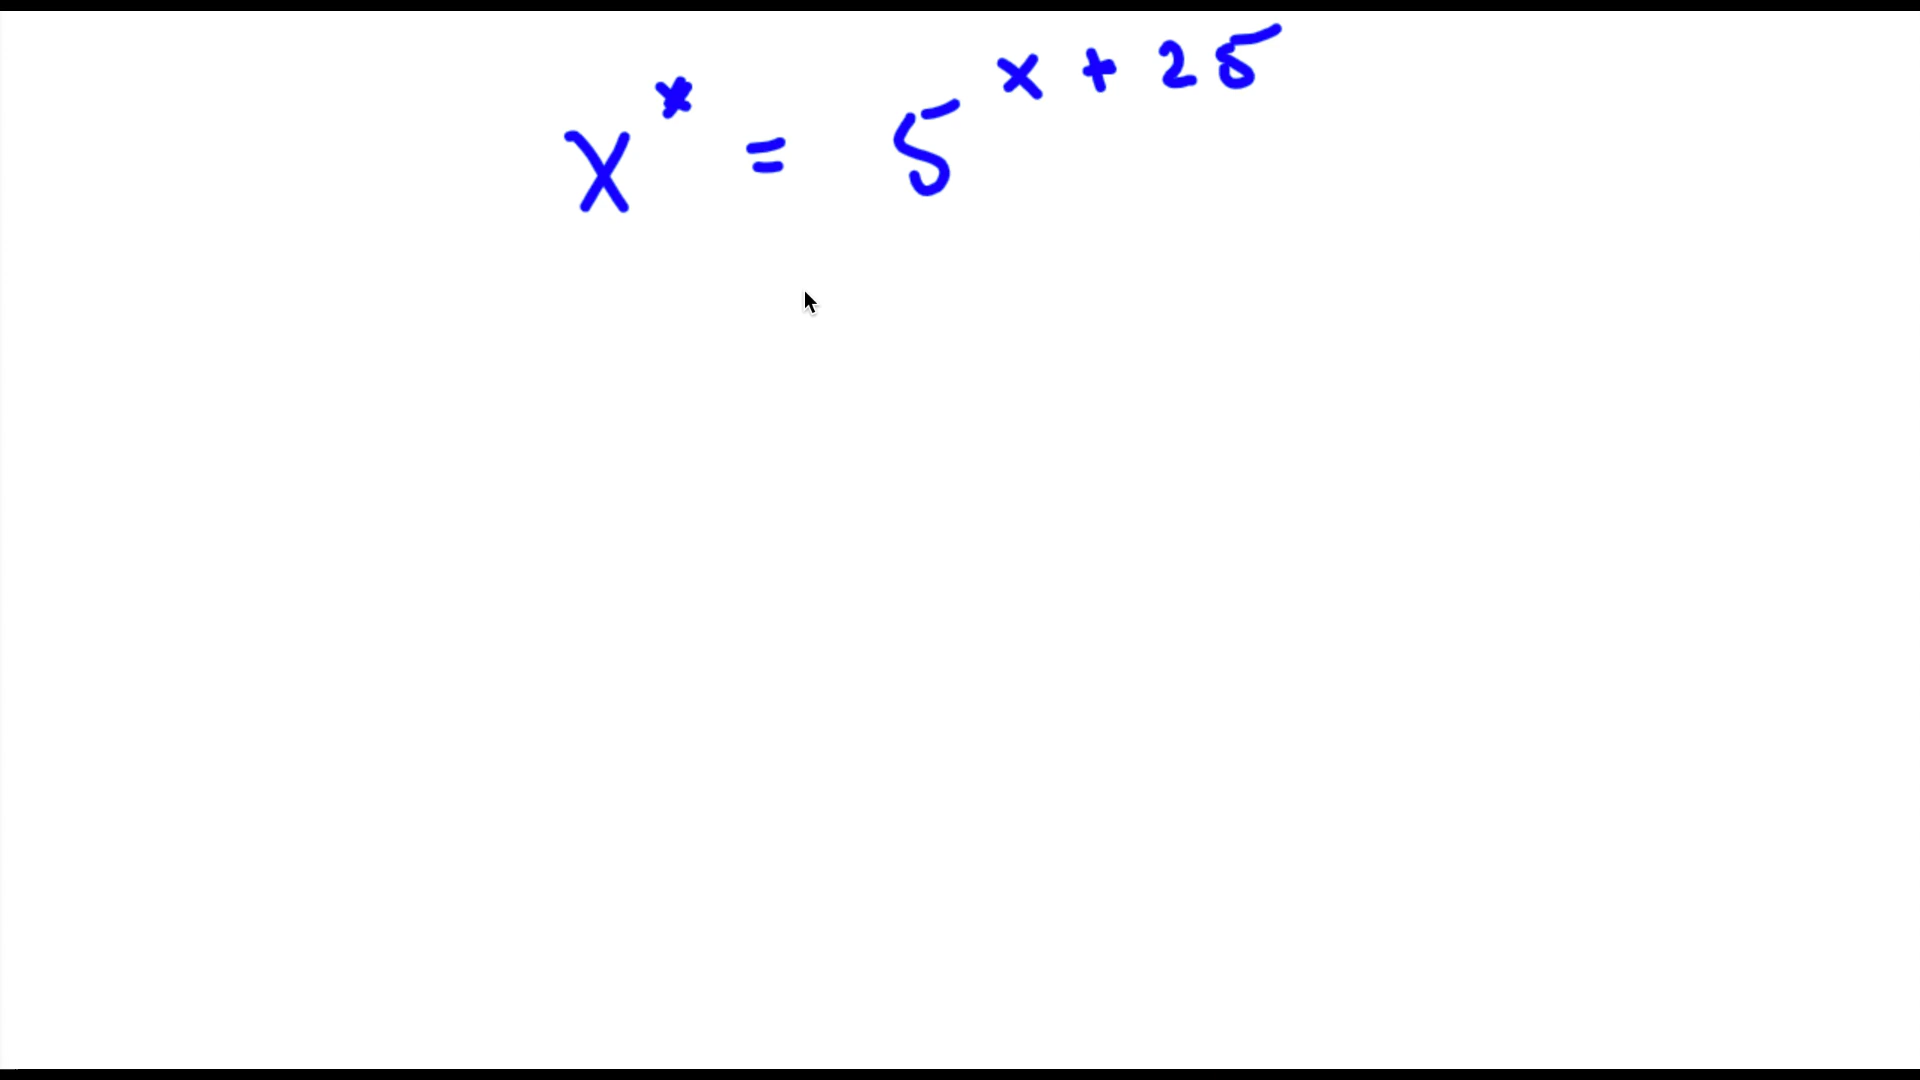 x^x = 5^{x + 25}